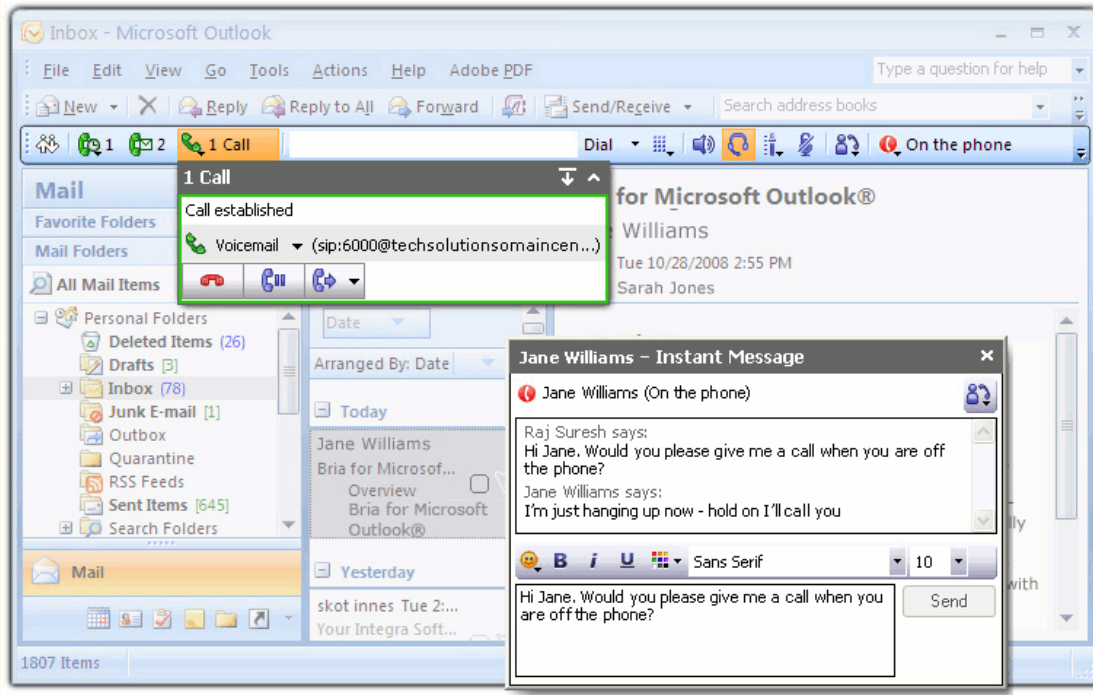 Inbox - Microsoft Outlook
File Edit View Go Tools Actions Help Adobe PDF Type a question for help
New Reply Reply to All Forward Send/Receive Search address books
1 2 1 Call Dial On the phone
1 Call
Call established
Voicemail (sip:6000@techsolutionsomaincen...)
Mail
Favorite Folders
Mail Folders
All Mail Items
Personal Folders
Deleted Items (26)
Drafts [3]
Inbox (78)
Junk E-mail [1]
Outbox
Quarantine
RSS Feeds
Sent Items [645]
Search Folders
Mail
1807 Items
Date
Arranged By: Date
Today
Jane Williams
Bria for Microsof...
Overview
Bria for Microsoft
Outlook®
Yesterday
skot innes Tue 2:...
Your Integra Soft...
for Microsoft Outlook®
Williams
Tue 10/28/2008 2:55 PM
Sarah Jones
lly
with
Jane Williams – Instant Message
Jane Williams (On the phone)
Raj Suresh says:
Hi Jane. Would you please give me a call when you are off
the phone?
Jane Williams says:
I'm just hanging up now - hold on I'll call you
B i U Sans Serif 10
Hi Jane. Would you please give me a call when you
are off the phone?
Send